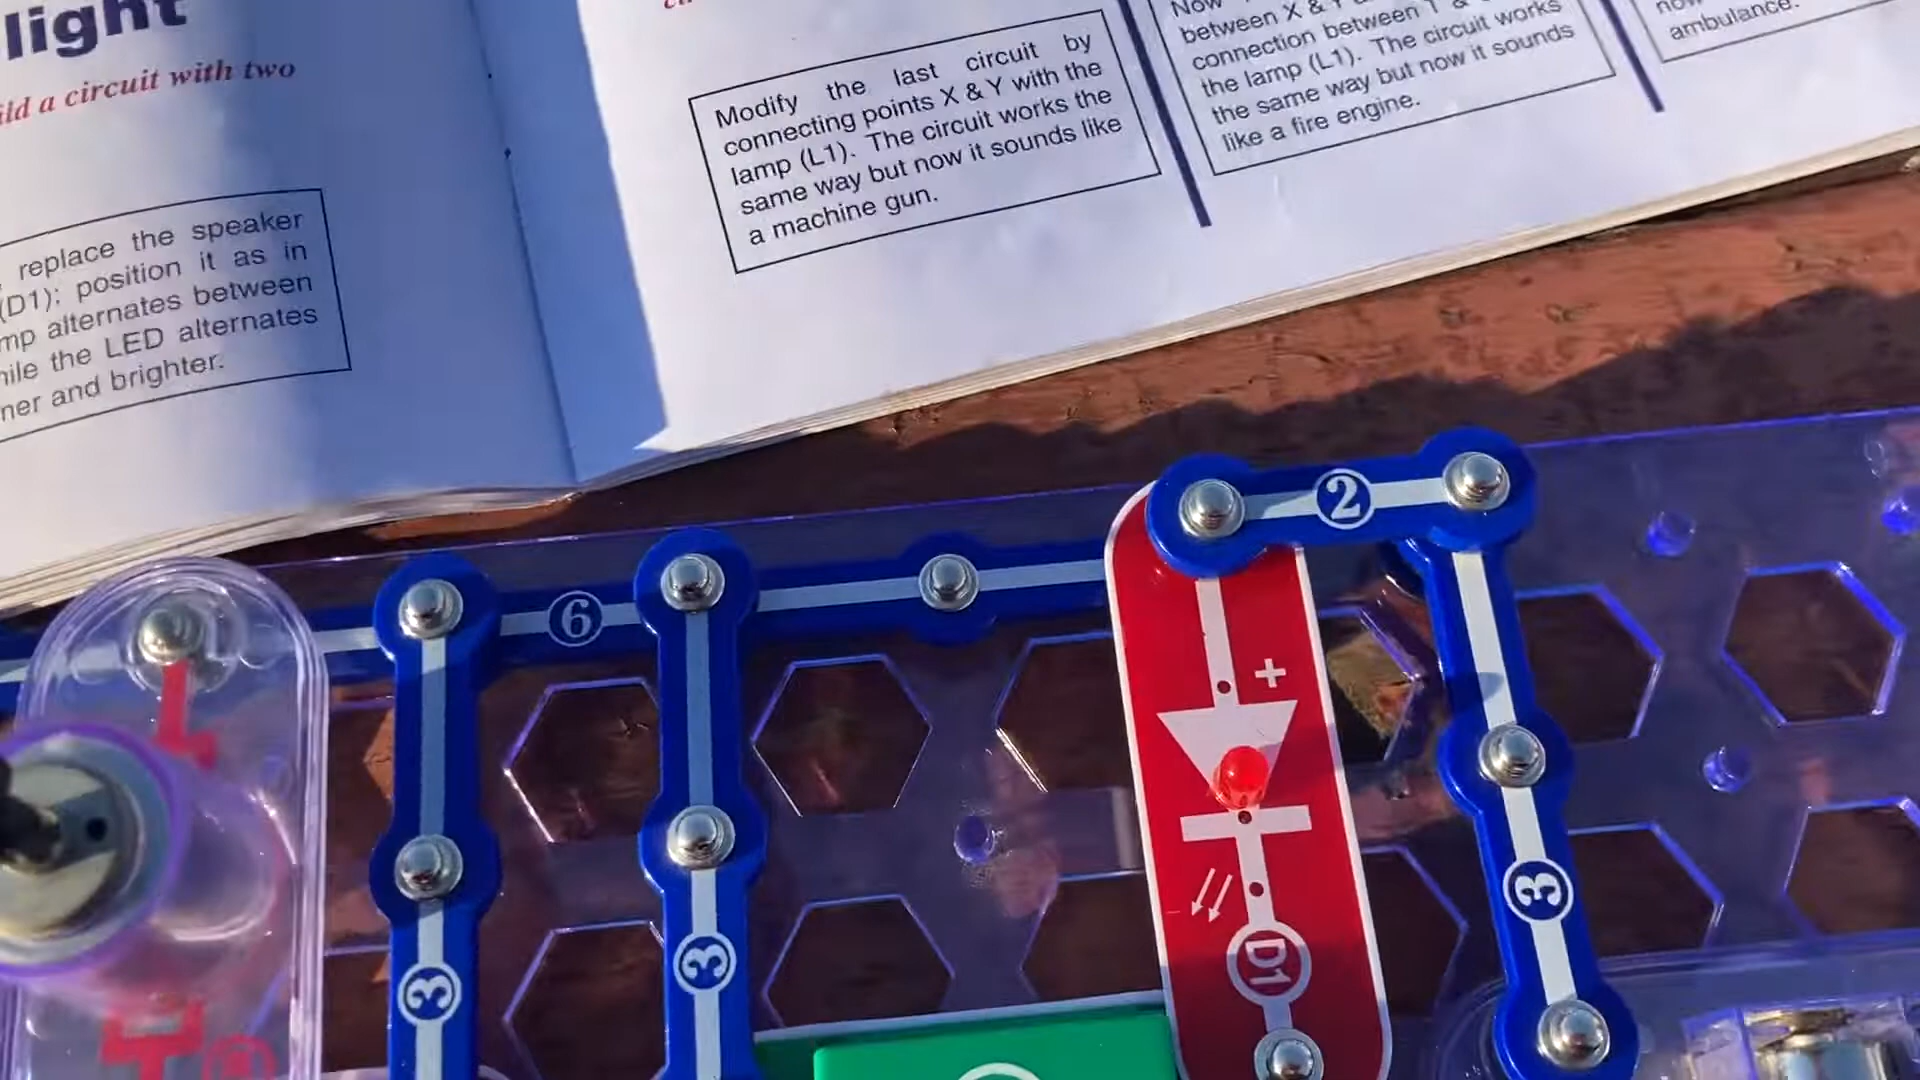 light
ild a circuit with two
replace the speaker
(D1); position it as in
mp alternates between
hile the LED alternates
ner and brighter.
Modify the last circuit by
connecting points X & Y with the
lamp (L1). The circuit works the
same way but now it sounds like
a machine gun.
Now
between X &
connection between T &
the lamp (L1). The circuit works
the same way but now it sounds
like a fire engine.
now
ambulance.
2
6
+
3
3
3
D1